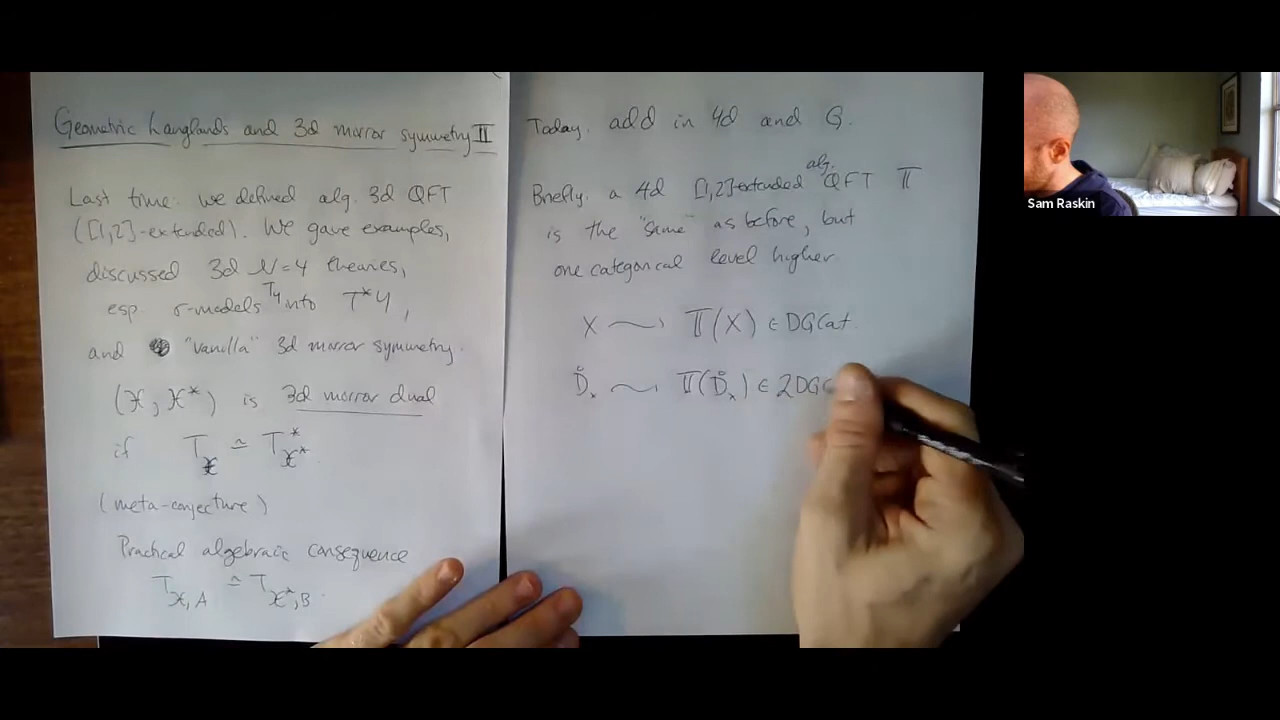 Geometric Langlands and 3d mirror symmetry II
Last time: we defined alg. 3d QFT
([1,2]-extended). We gave examples,
discussed 3d N=4 theories,
esp σ-models T_Y into T*Y,
and "vanilla" 3d mirror symmetry.
(X, X*) is 3d mirror dual
if T_X ≃ T*_X*
(meta-conjecture)
Practical algebraic consequence
T_X,A ≃ T_X*,B.
Today: add in 4d and G.
Briefly: a 4d [1,2]-extended alg. QFT 𝕋
is the "same" as before, but
one categorical level higher
X ⇝ 𝕋(X) ∈ DGCat
D̊_x ⇝ 𝕋(D̊_x) ∈ 2DG
Sam Raskin